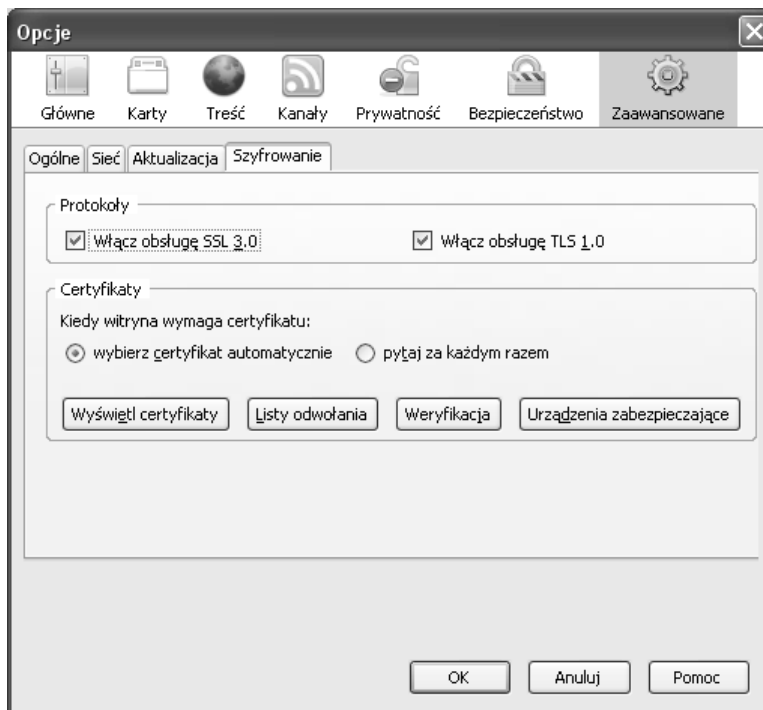 Opcje
Główne Karty Treść Kanały Prywatność Bezpieczeństwo Zaawansowane
Ogólne Sieć Aktualizacja Szyfrowanie
Protokoły
Włącz obsługę SSL 3.0 Włącz obsługę TLS 1.0
Certyfikaty
Kiedy witryna wymaga certyfikatu:
wybierz certyfikat automatycznie pytaj za każdym razem
Wyświetl certyfikaty Listy odwołania Weryfikacja Urządzenia zabezpieczające
OK Anuluj Pomoc